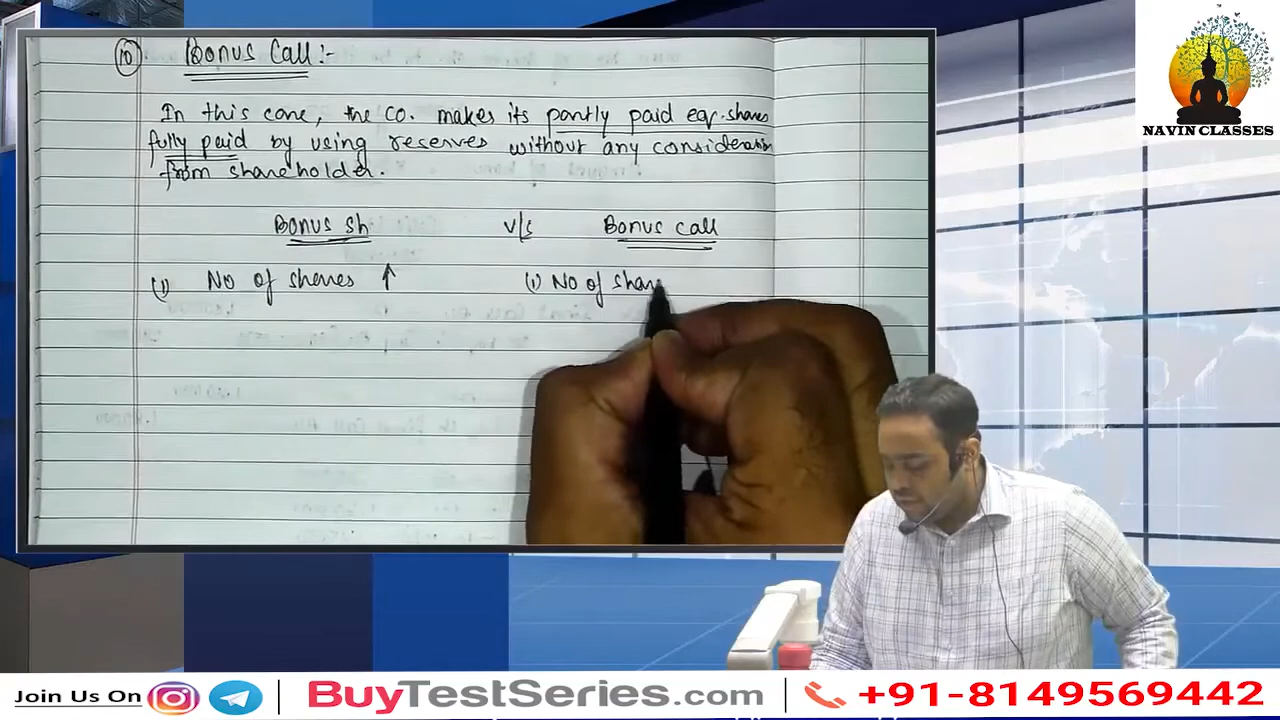 10 Bonus Call :-
In this case, the co. makes its partly paid eq. shares
fully paid by using reserves without any consideration
from shareholder.
Bonus Sh v/s Bonus call
(1) No of shares ↑ (1) No of shar
NAVIN CLASSES
Join Us On BuyTestSeries.com +91-8149569442